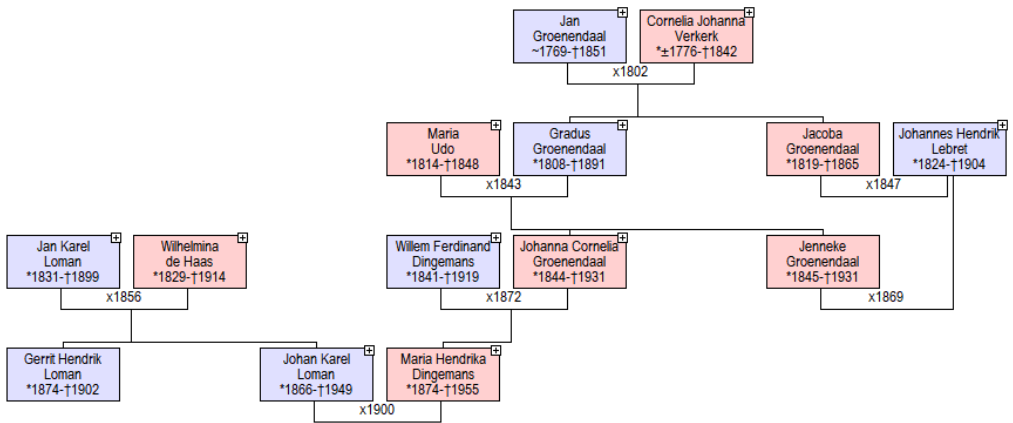 Jan
Groenendaal
~1769-†1851
Cornelia Johanna
Verkerk
*±1776-†1842
x1802
Maria
Udo
*1814-†1848
Gradus
Groenendaal
*1808-†1891
Jacoba
Groenendaal
*1819-†1865
Johannes Hendrik
Lebret
*1824-†1904
x1843
x1847
Jan Karel
Loman
*1831-†1899
Wilhelmina
de Haas
*1829-†1914
Willem Ferdinand
Dingemans
*1841-†1919
Johanna Cornelia
Groenendaal
*1844-†1931
Jenneke
Groenendaal
*1845-†1931
x1856
x1872
x1869
Gerrit Hendrik
Loman
*1874-†1902
Johan Karel
Loman
*1866-†1949
Maria Hendrika
Dingemans
*1874-†1955
x1900